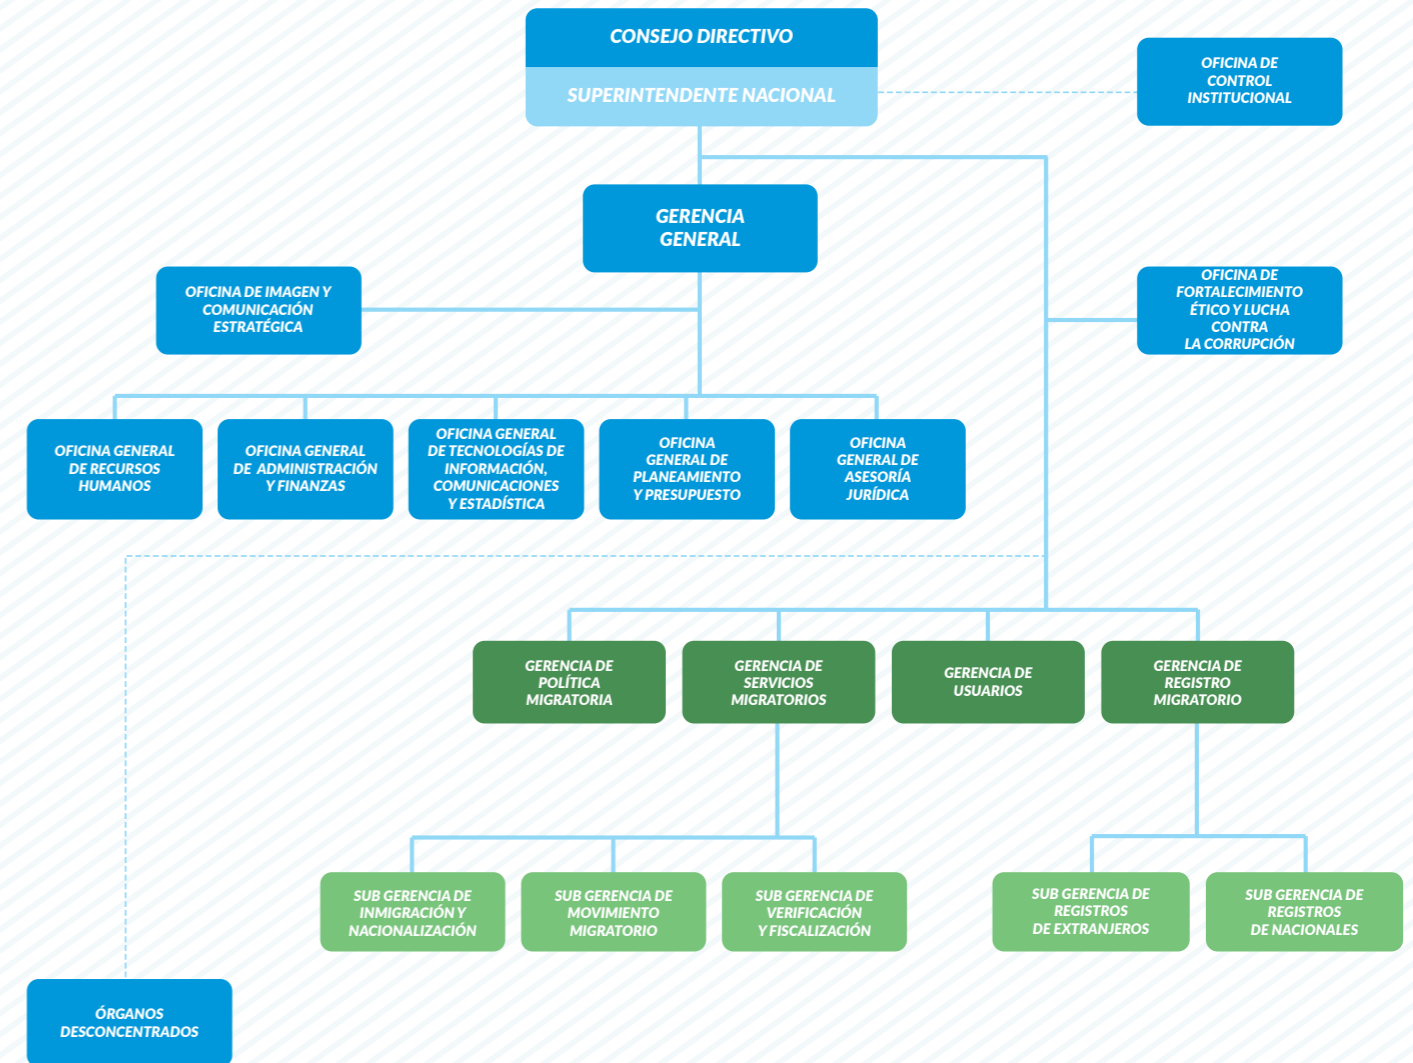 CONSEJO DIRECTIVO
SUPERINTENDENTE NACIONAL
OFICINA DE
CONTROL
INSTITUCIONAL
GERENCIA
GENERAL
OFICINA DE IMAGEN Y
COMUNICACIÓN
ESTRATÉGICA
OFICINA DE
FORTALECIMIENTO
ÉTICO Y LUCHA
CONTRA
LA CORRUPCIÓN
OFICINA GENERAL
DE RECURSOS
HUMANOS
OFICINA GENERAL
DE ADMINISTRACIÓN
Y FINANZAS
OFICINA GENERAL
DE TECNOLOGÍAS DE
INFORMACIÓN,
COMUNICACIONES
Y ESTADÍSTICA
OFICINA
GENERAL DE
PLANEAMIENTO
Y PRESUPUESTO
OFICINA
GENERAL DE
ASESORÍA
JURÍDICA
GERENCIA DE
POLÍTICA
MIGRATORIA
GERENCIA DE
SERVICIOS
MIGRATORIOS
GERENCIA DE
USUARIOS
GERENCIA DE
REGISTRO
MIGRATORIO
SUB GERENCIA DE
INMIGRACIÓN Y
NACIONALIZACIÓN
SUB GERENCIA DE
MOVIMIENTO
MIGRATORIO
SUB GERENCIA DE
VERIFICACIÓN
Y FISCALIZACIÓN
SUB GERENCIA DE
REGISTROS
DE EXTRANJEROS
SUB GERENCIA DE
REGISTROS
DE NACIONALES
ÓRGANOS
DESCONCENTRADOS